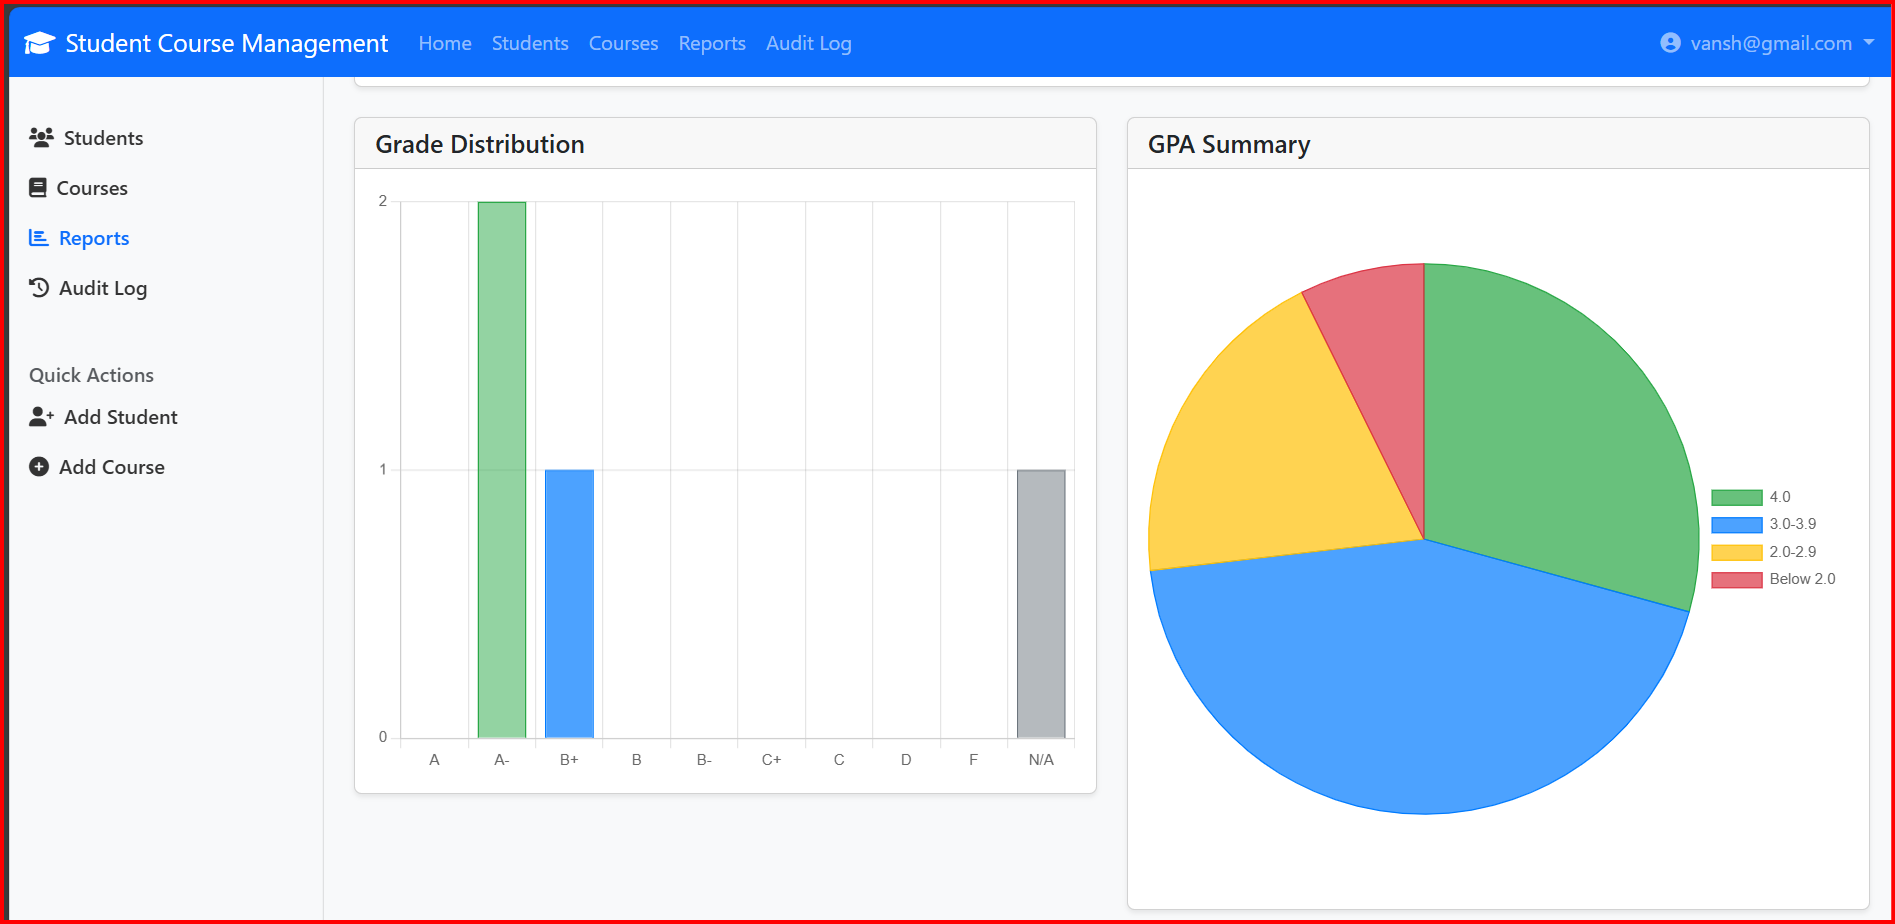 Student Course Management
Home
Students
Courses
Reports
Audit Log
vansh@gmail.com
Students
Courses
Reports
Audit Log
Quick Actions
Add Student
Add Course
Grade Distribution
2
1
0
A
A-
B+
B
B-
C+
C
D
F
N/A
GPA Summary
4.0
3.0-3.9
2.0-2.9
Below 2.0